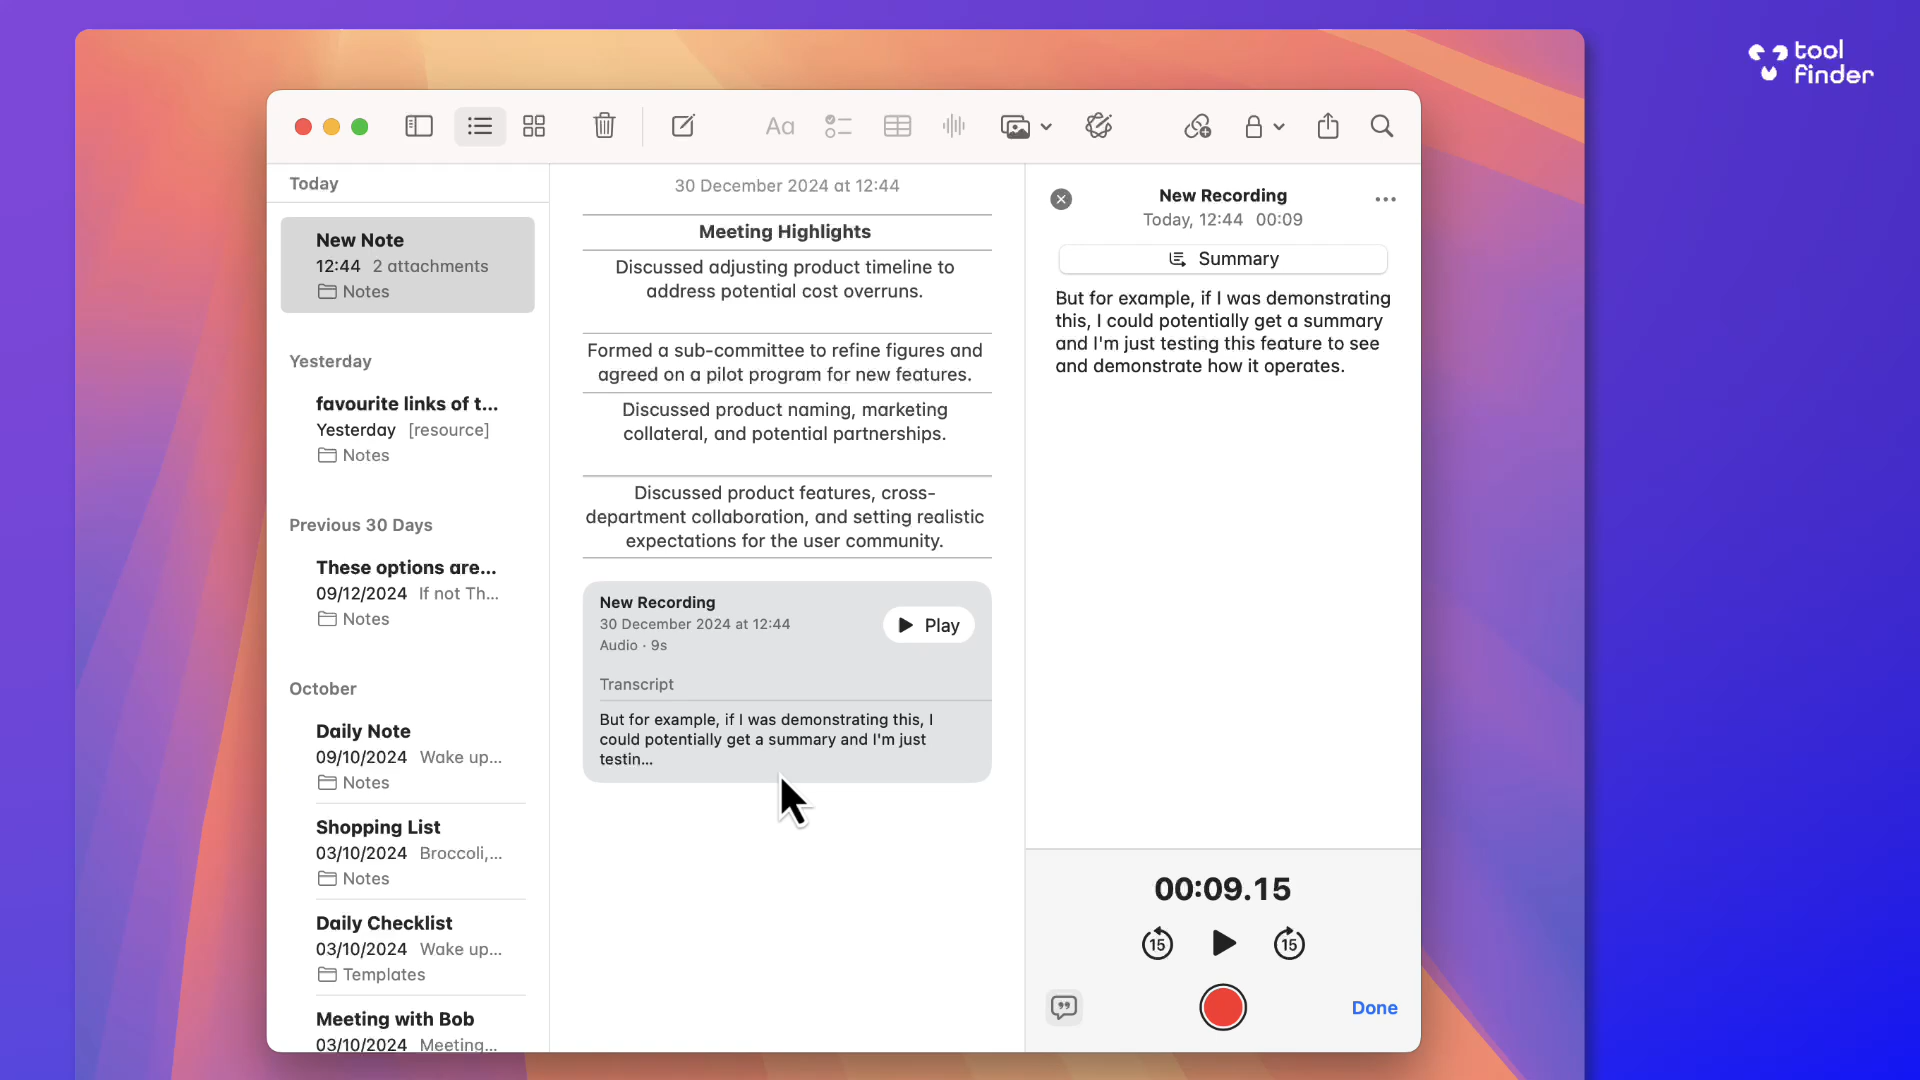 tool
finder
Aa
Today
New Note
12:44 2 attachments
Notes
Yesterday
favourite links of t...
Yesterday [resource]
Notes
Previous 30 Days
These options are...
09/12/2024 If not Th...
Notes
October
Daily Note
09/10/2024 Wake up...
Notes
Shopping List
03/10/2024 Broccoli,...
Notes
Daily Checklist
03/10/2024 Wake up...
Templates
Meeting with Bob
03/10/2024 Meeting...
30 December 2024 at 12:44
Meeting Highlights
Discussed adjusting product timeline to
address potential cost overruns.
Formed a sub-committee to refine figures and
agreed on a pilot program for new features.
Discussed product naming, marketing
collateral, and potential partnerships.
Discussed product features, cross-
department collaboration, and setting realistic
expectations for the user community.
New Recording
30 December 2024 at 12:44
Audio · 9s
Play
Transcript
But for example, if I was demonstrating this, I
could potentially get a summary and I'm just
testin...
New Recording
Today, 12:44 00:09
Summary
But for example, if I was demonstrating
this, I could potentially get a summary
and I'm just testing this feature to see
and demonstrate how it operates.
00:09.15
15
15
Done